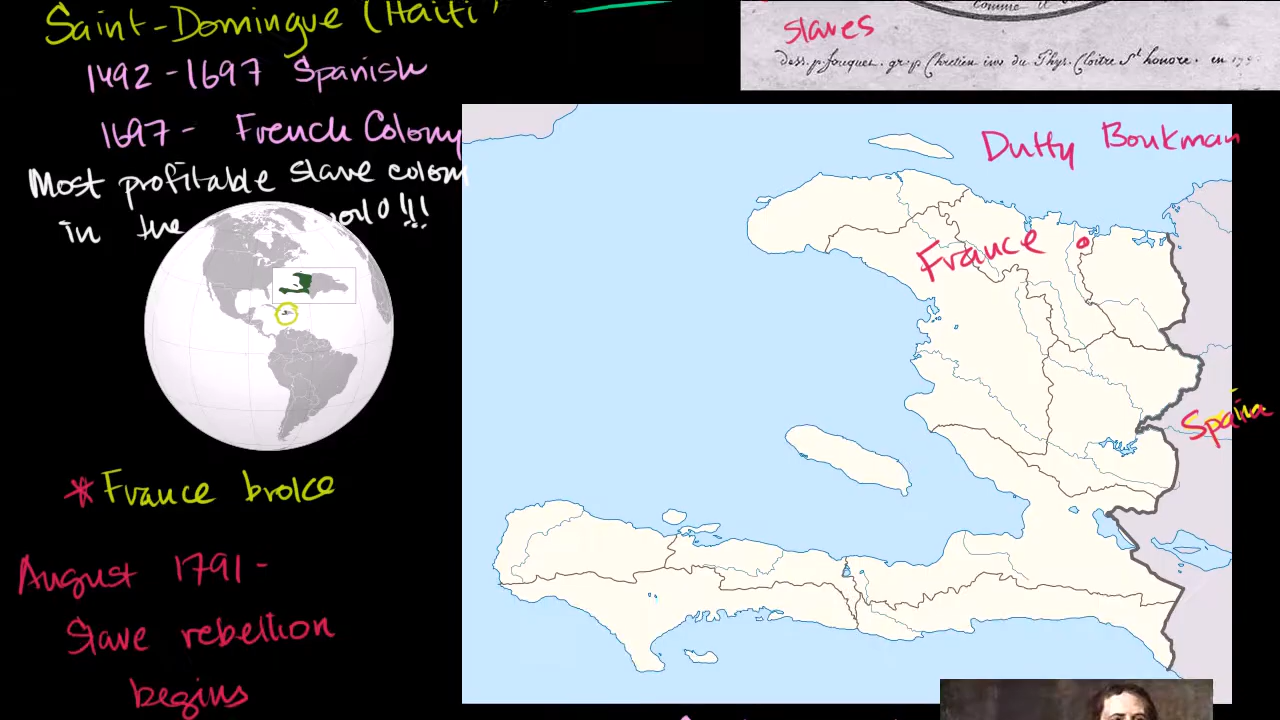 Saint-Domingue (Haiti)
1492 - 1697 Spanish
1697 - French Colony
Most profitable slave colony
in the world!!!
* France broke
August 1791 -
Slave rebellion
begins
slaves
Dutty Boukman
France